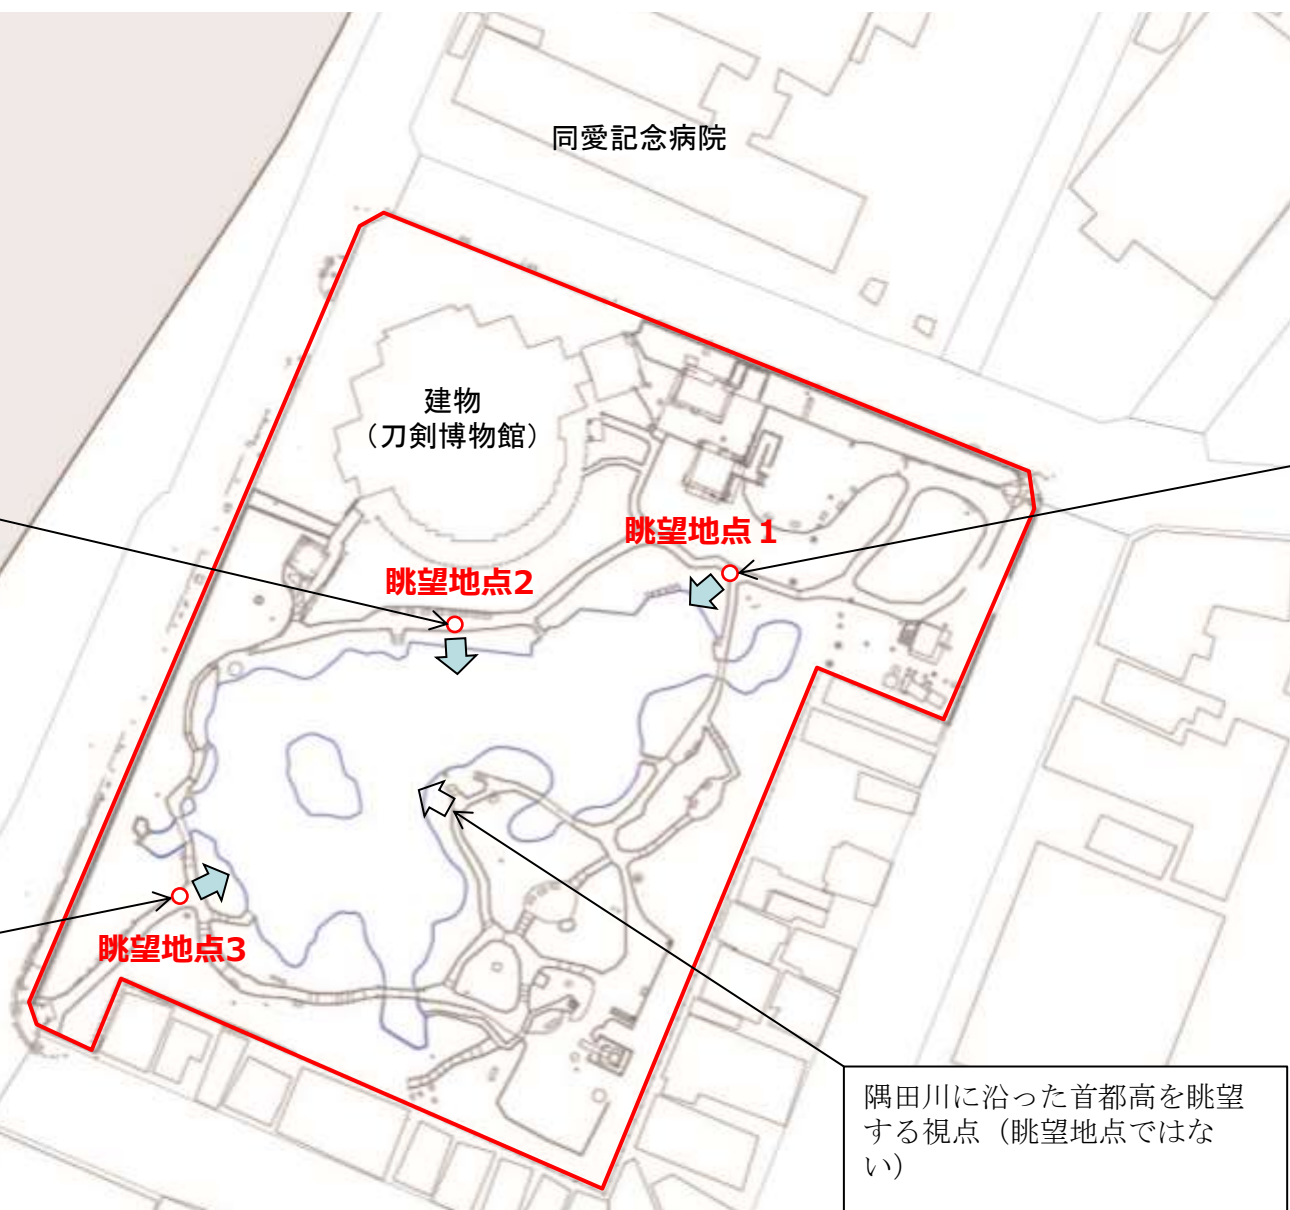 同愛記念病院
建物
（刀剣博物館）
眺望地点１
眺望地点2
眺望地点3
隅田川に沿った首都高を眺望
する視点（眺望地点ではな
い）